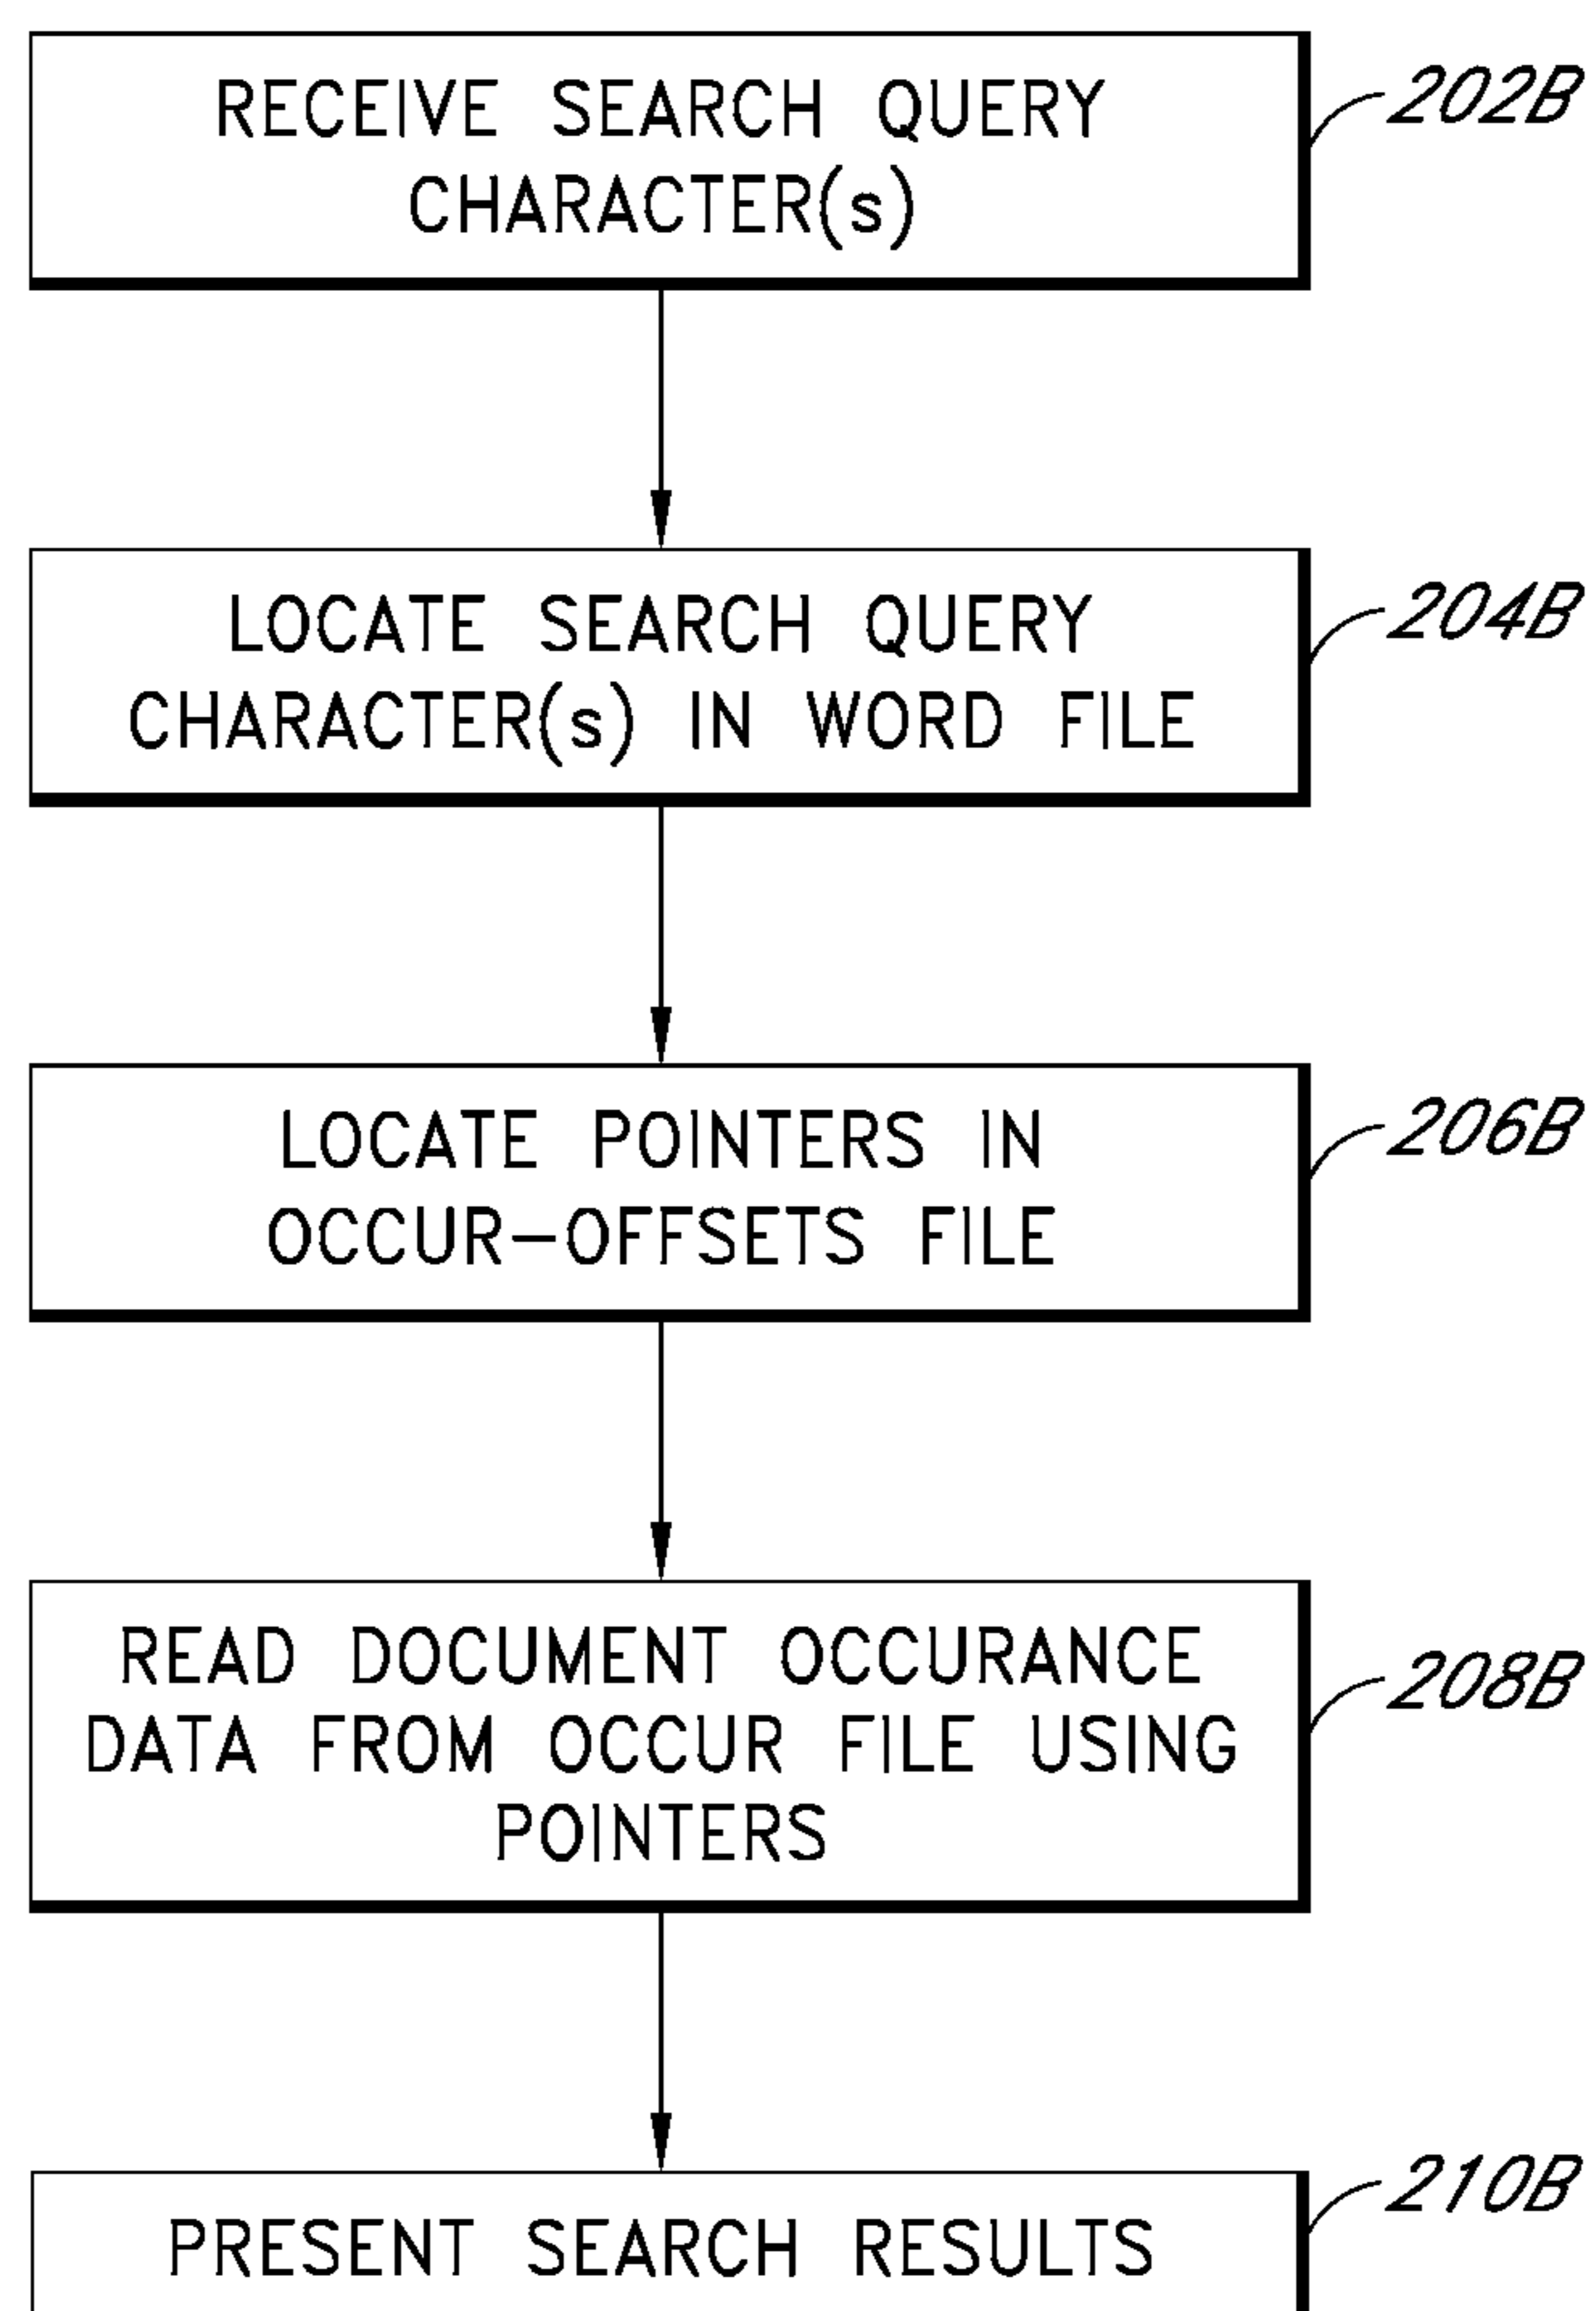 RECEIVE SEARCH QUERY
CHARACTER(s)
202B
LOCATE SEARCH QUERY
CHARACTER(s) IN WORD FILE
204B
LOCATE POINTERS IN
OCCUR-OFFSETS FILE
206B
READ DOCUMENT OCCURANCE
DATA FROM OCCUR FILE USING
POINTERS
208B
PRESENT SEARCH RESULTS
210B